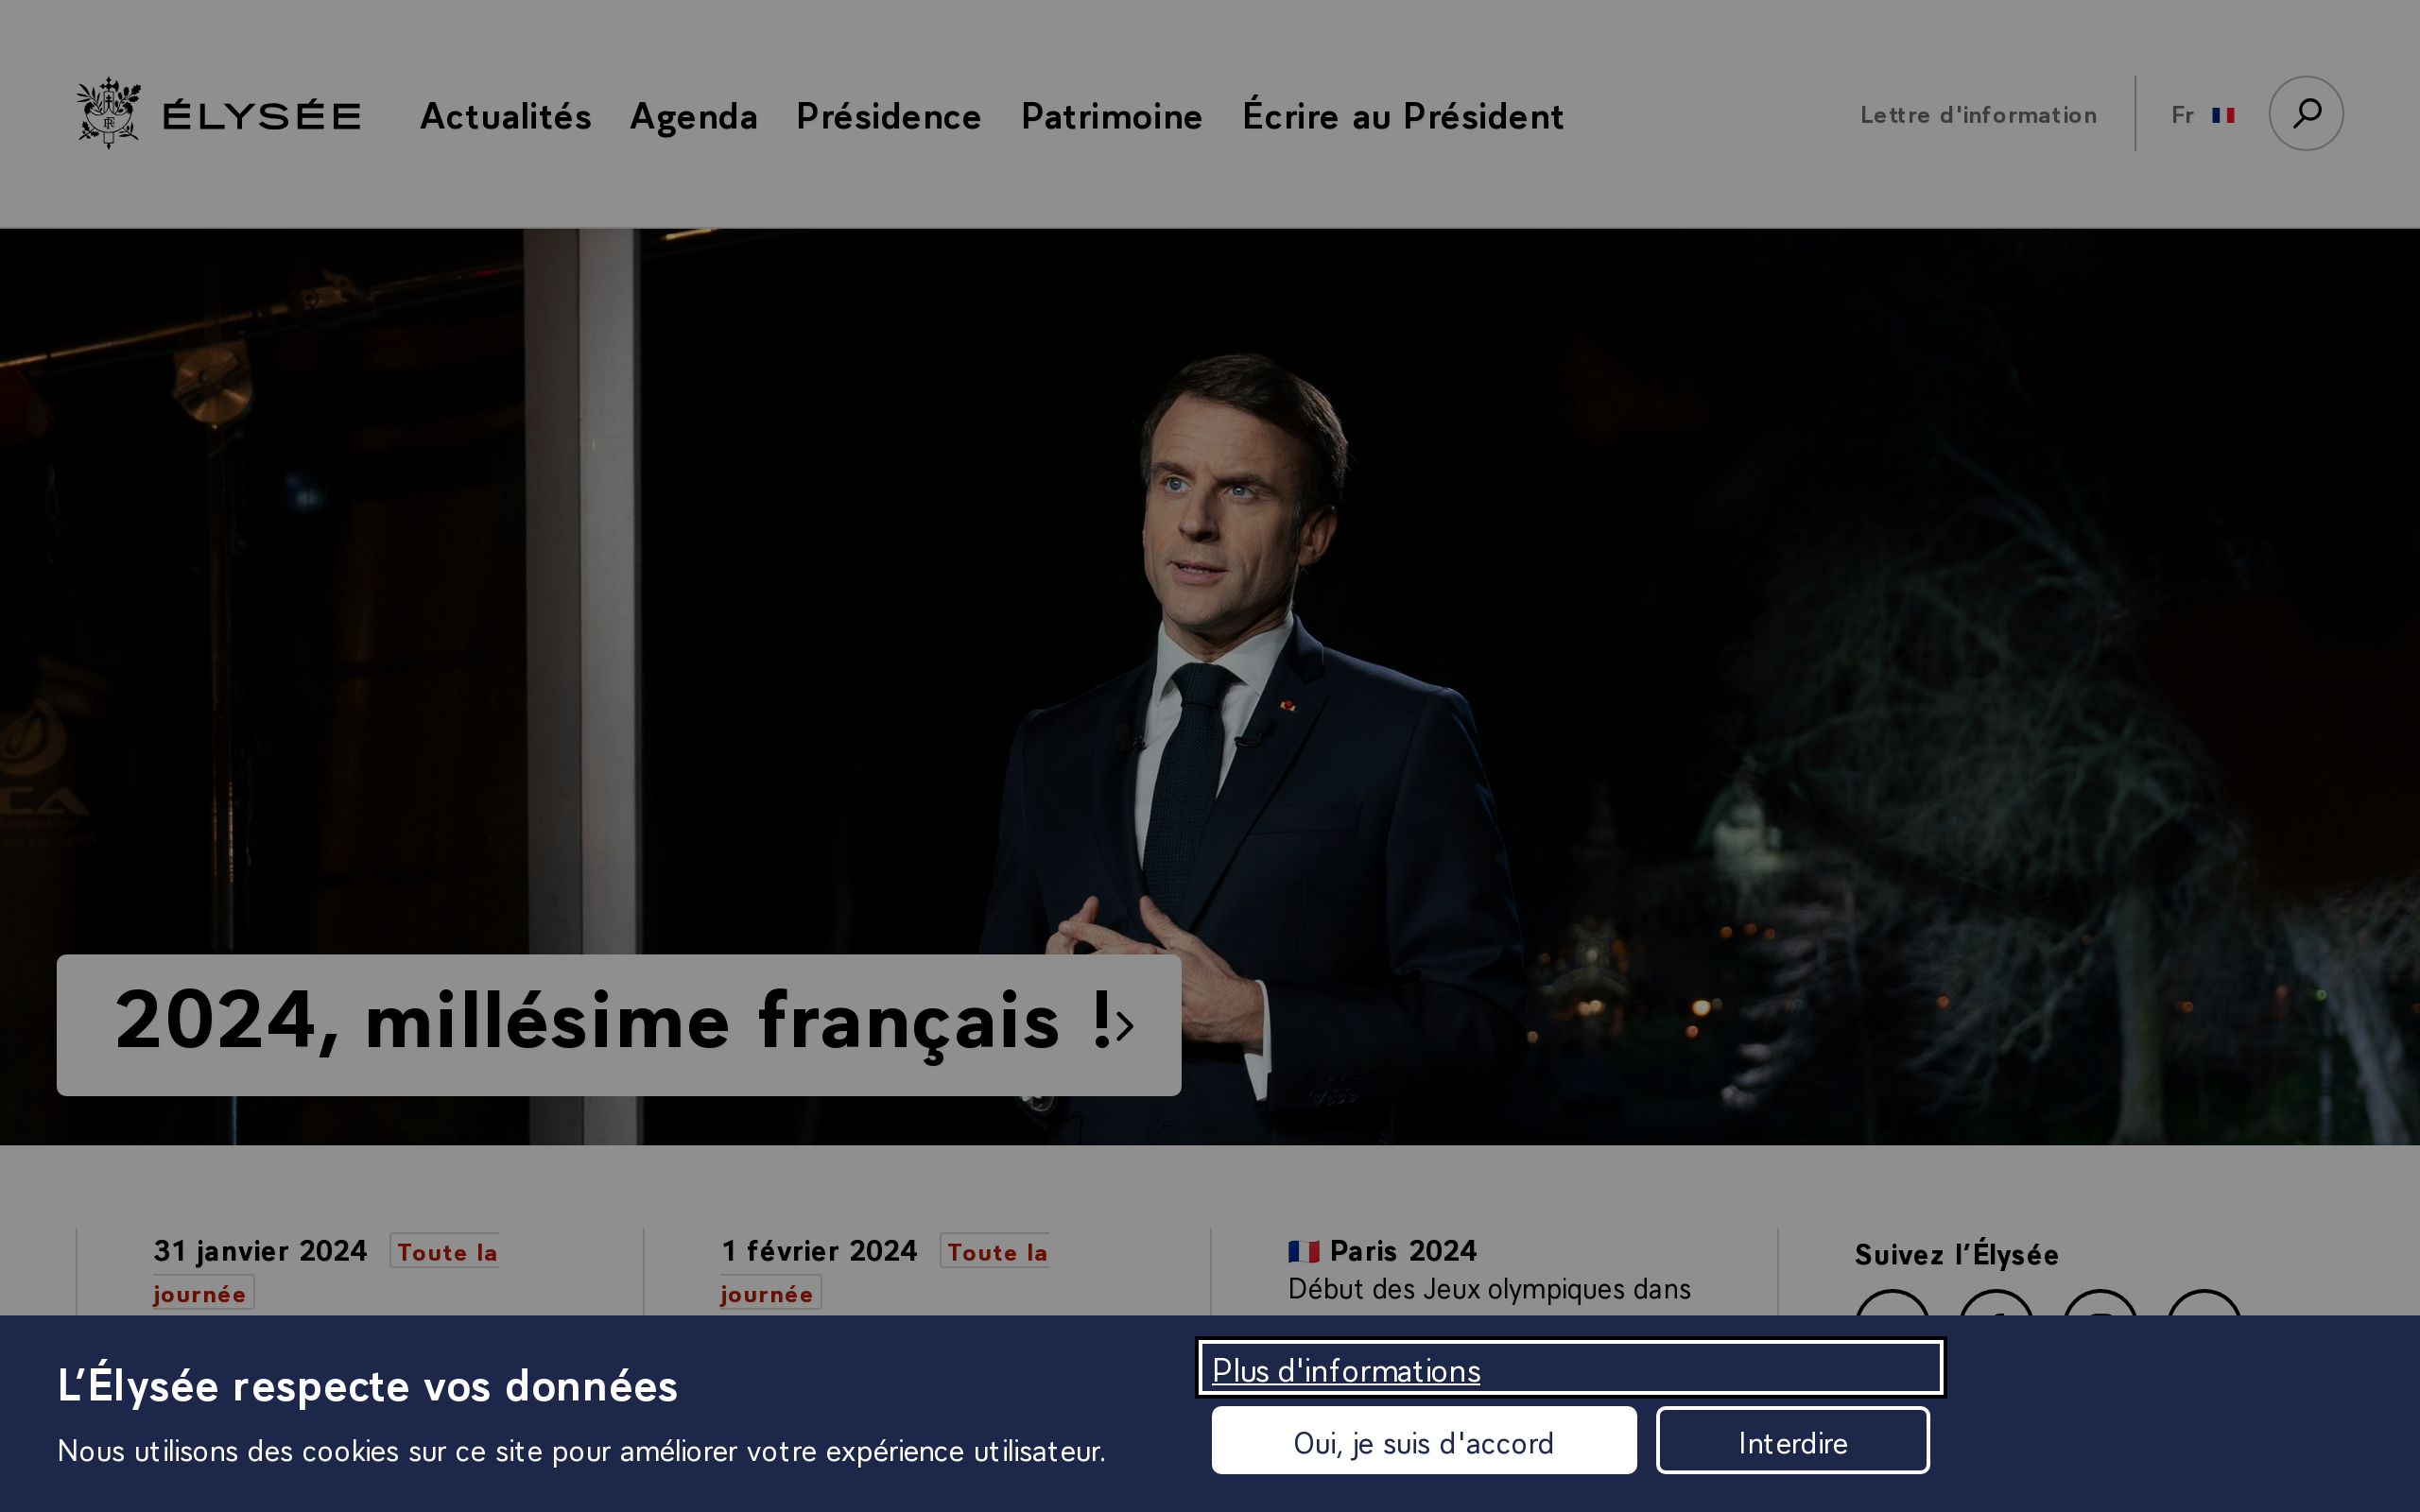 ÉLYSÉE
Actualités Agenda Présidence Patrimoine Écrire au Président
Lettre d'information
Fr
CA
2024, millésime français !
31 janvier 2024 Toute la
journée
1 février 2024 Toute la
journée
Paris 2024
Début des Jeux olympiques dans
Suivez l’Élysée
L’Élysée respecte vos données
Nous utilisons des cookies sur ce site pour améliorer votre expérience utilisateur.
Plus d'informations
Oui, je suis d'accord
Interdire